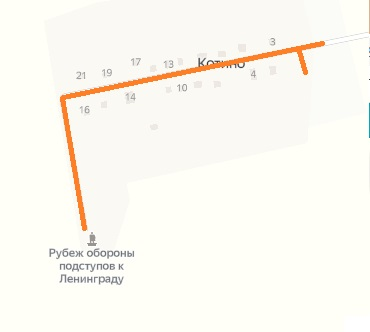 3
Котино
17
13
21
19
4
10
14
16
Рубеж обороны
подступов к
Ленинграду